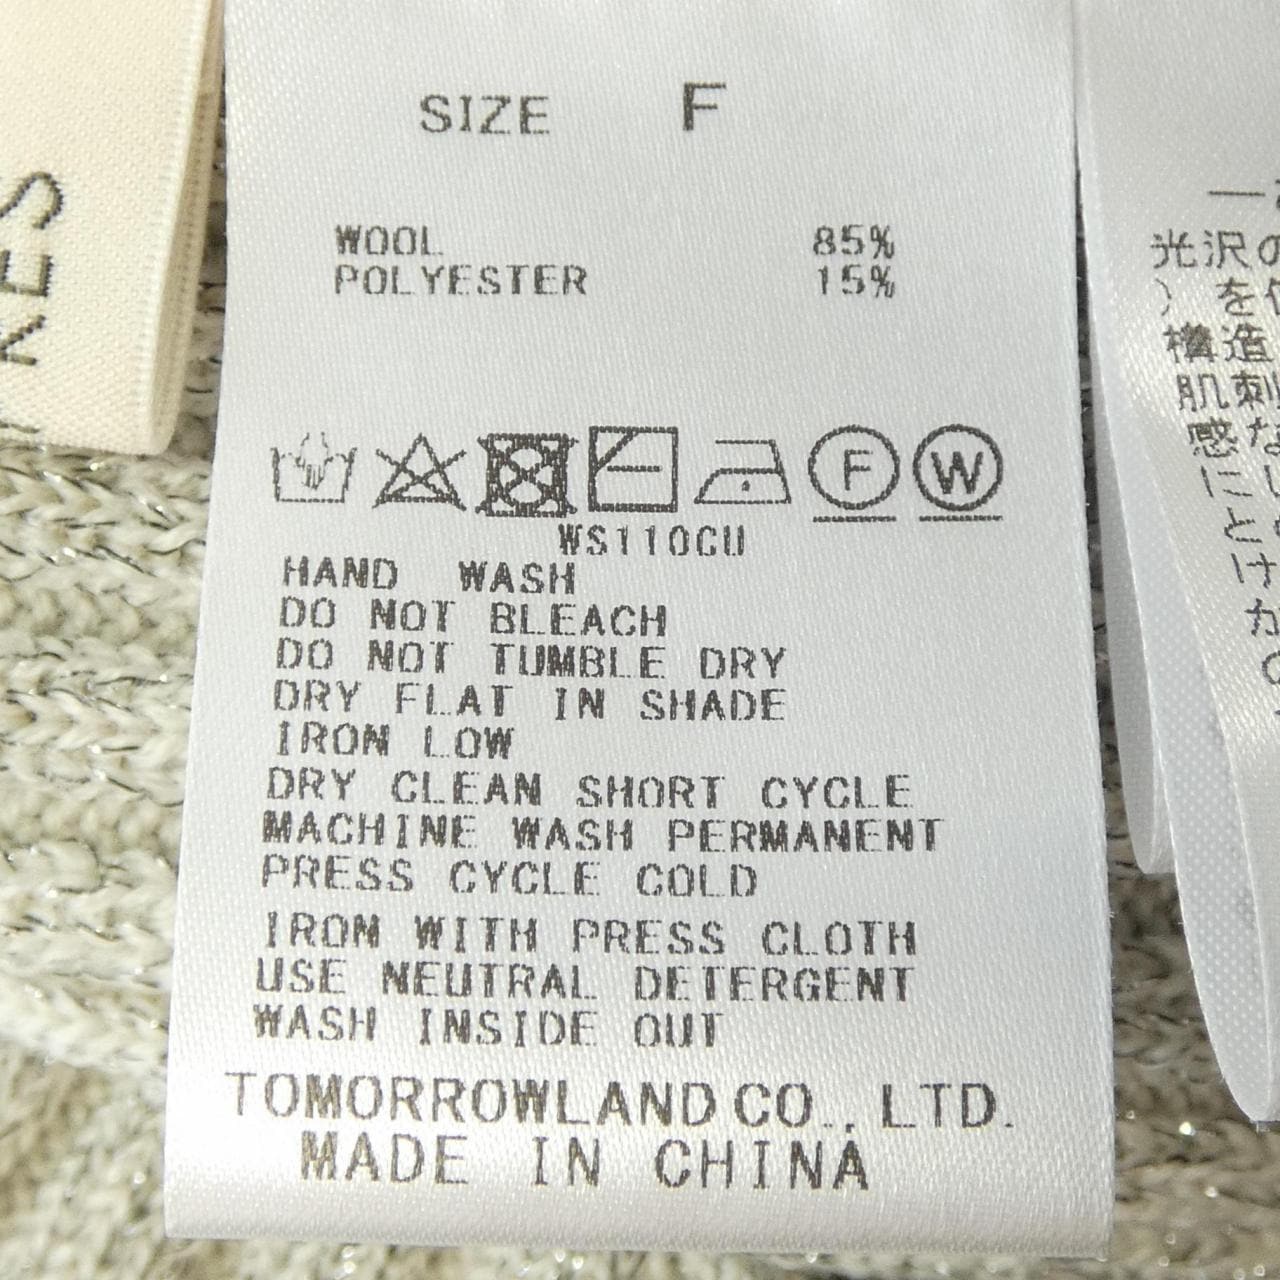 SIZE F
WOOL 85%
POLYESTER 15%
F W
WS110CU
HAND WASH
DO NOT BLEACH
DO NOT TUMBLE DRY
DRY FLAT IN SHADE
IRON LOW
DRY CLEAN SHORT CYCLE
MACHINE WASH PERMANENT
PRESS CYCLE COLD
IRON WITH PRESS CLOTH
USE NEUTRAL DETERGENT
WASH INSIDE OUT
TOMORROWLAND CO., LTD.
MADE IN CHINA
KES
光沢の
）を
構造
肌刺
感な
に
と
け
か
の